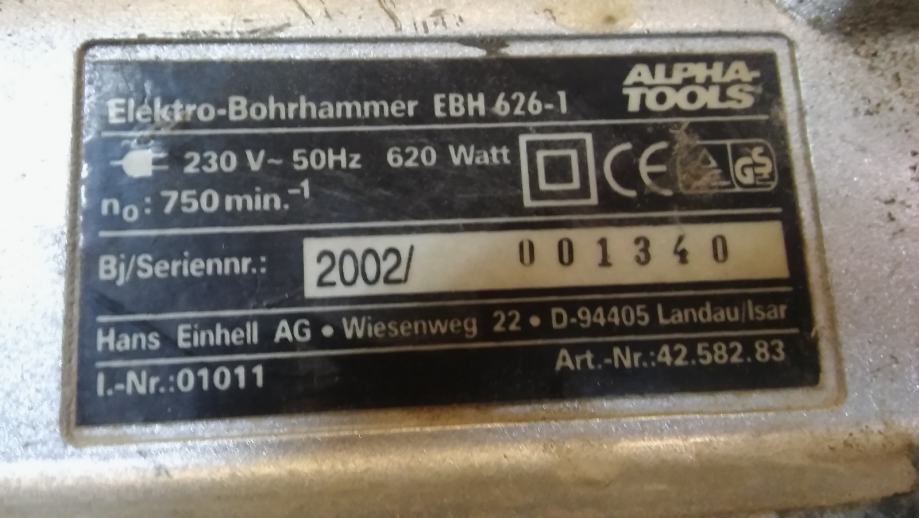 ALPHA-
TOOLS
Elektro-Bohrhammer EBH 626-1
230 V~ 50Hz 620 Watt
CE GS
n₀: 750 min.⁻¹
Bj/Seriennr.: 2002/ 001340
Hans Einhell AG • Wiesenweg 22 • D-94405 Landau/Isar
I.-Nr.:01011 Art.-Nr.:42.582.83